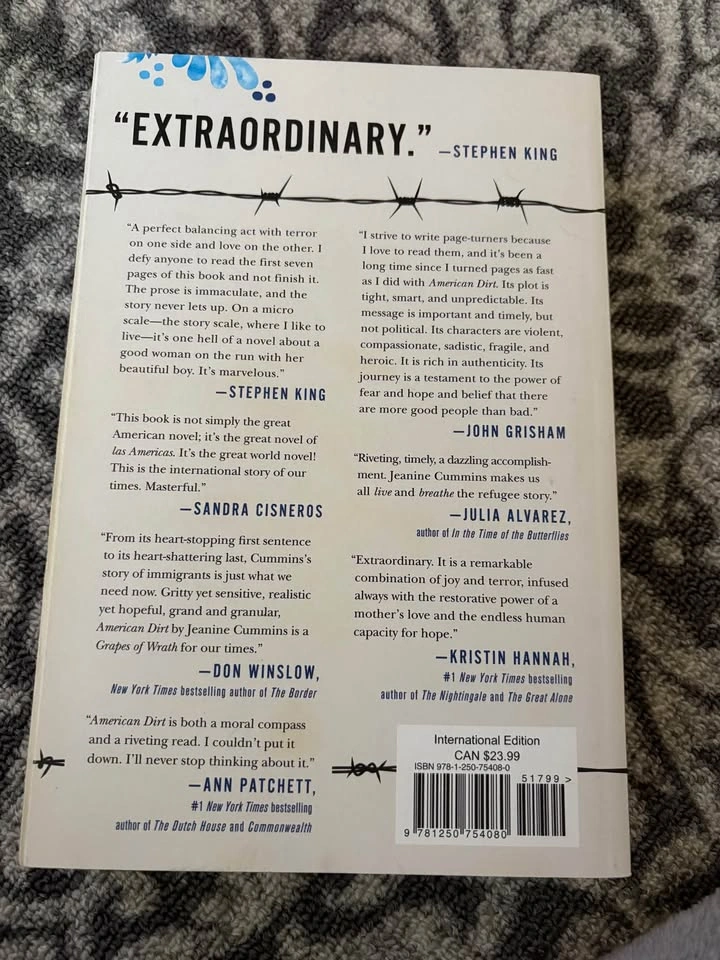 “EXTRAORDINARY.” —STEPHEN KING
“A perfect balancing act with terror
on one side and love on the other. I
defy anyone to read the first seven
pages of this book and not finish it.
The prose is immaculate, and the
story never lets up. On a micro
scale—the story scale, where I like to
live—it’s one hell of a novel about a
good woman on the run with her
beautiful boy. It’s marvelous.”
—STEPHEN KING
“This book is not simply the great
American novel; it’s the great novel of
las Americas. It’s the great world novel!
This is the international story of our
times. Masterful.”
—SANDRA CISNEROS
“From its heart-stopping first sentence
to its heart-shattering last, Cummins’s
story of immigrants is just what we
need now. Gritty yet sensitive, realistic
yet hopeful, grand and granular,
American Dirt by Jeanine Cummins is a
Grapes of Wrath for our times.”
—DON WINSLOW,
New York Times bestselling author of The Border
“American Dirt is both a moral compass
and a riveting read. I couldn’t put it
down. I’ll never stop thinking about it.”
—ANN PATCHETT,
#1 New York Times bestselling
author of The Dutch House and Commonwealth
“I strive to write page-turners because
I love to read them, and it’s been a
long time since I turned pages as fast
as I did with American Dirt. Its plot is
tight, smart, and unpredictable. Its
message is important and timely, but
not political. Its characters are violent,
compassionate, sadistic, fragile, and
heroic. It is rich in authenticity. Its
journey is a testament to the power of
fear and hope and belief that there
are more good people than bad.”
—JOHN GRISHAM
“Riveting, timely, a dazzling accomplish-
ment. Jeanine Cummins makes us
all live and breathe the refugee story.”
—JULIA ALVAREZ,
author of In the Time of the Butterflies
“Extraordinary. It is a remarkable
combination of joy and terror, infused
always with the restorative power of a
mother’s love and the endless human
capacity for hope.”
—KRISTIN HANNAH,
#1 New York Times bestselling
author of The Nightingale and The Great Alone
International Edition
CAN $23.99
ISBN 978-1-250-75408-0
51799 >
9 781250 754080